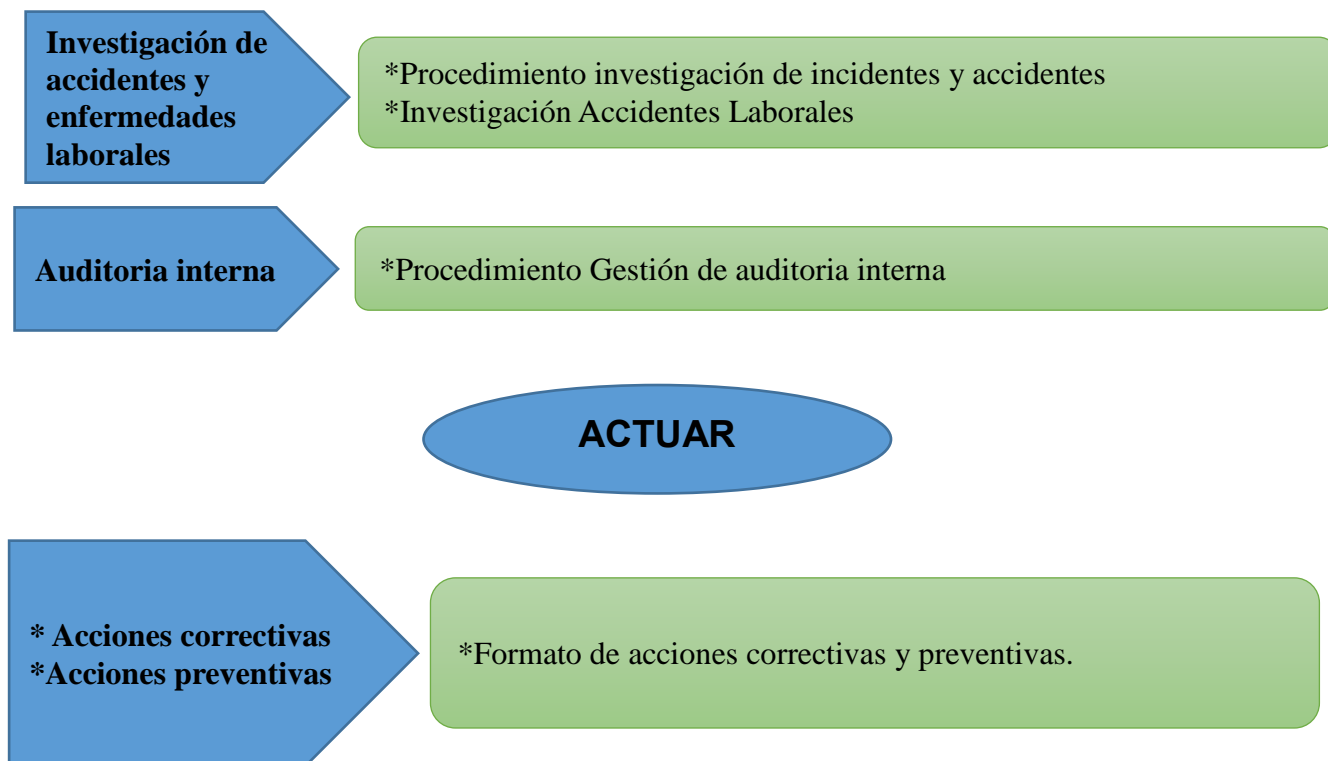 Investigación de
accidentes y
enfermedades
laborales
*Procedimiento investigación de incidentes y accidentes
*Investigación Accidentes Laborales
Auditoria interna
*Procedimiento Gestión de auditoria interna
ACTUAR
* Acciones correctivas
*Acciones preventivas
*Formato de acciones correctivas y preventivas.